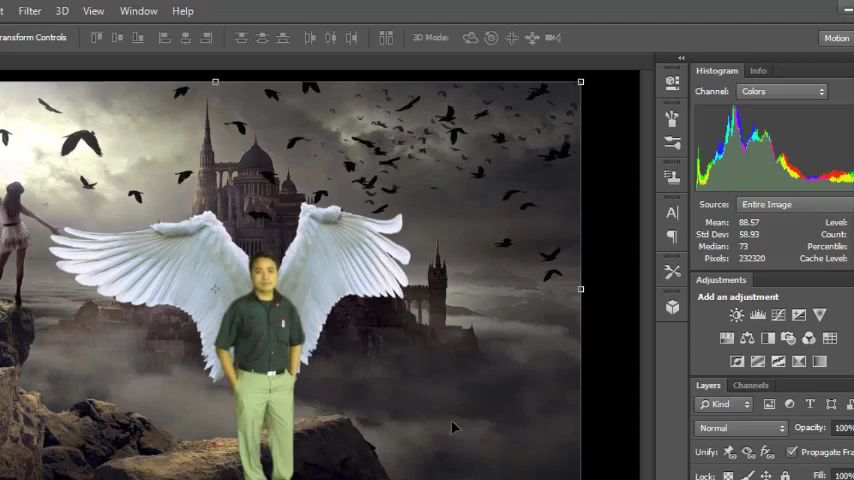 t Filter 3D View Window Help
ransform Controls 3D Mode: Motion
Histogram Info
Channel: Colors
Source: Entire Image
Mean: 88.57 Level:
Std Dev: 58.93 Count:
Median: 73 Percentile:
Pixels: 232320 Cache Level:
Adjustments
Add an adjustment
Layers Channels
Kind
Normal Opacity: 100%
Unify: Propagate Fra
Lock: Fill: 100%